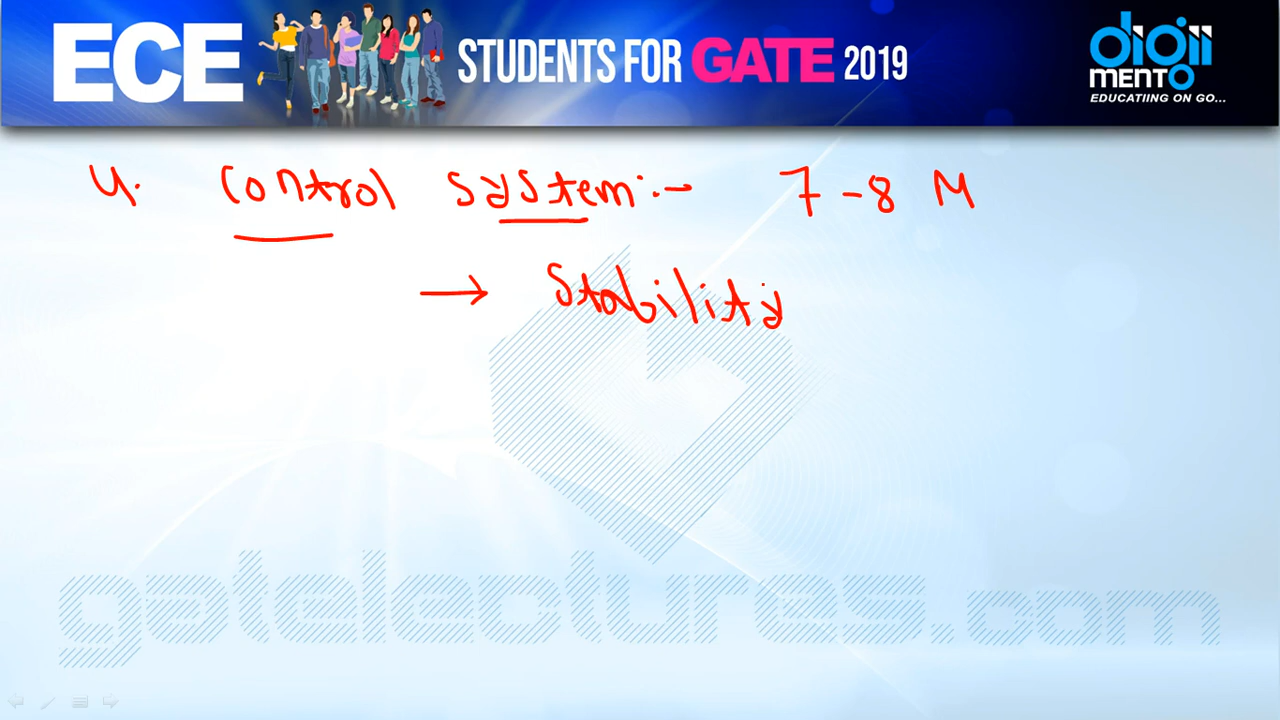 ECE STUDENTS FOR GATE 2019
digii
MENTO
EDUCATIING ON GO...
4. Control system :- 7-8 M
→ Stability
gatelectures.com